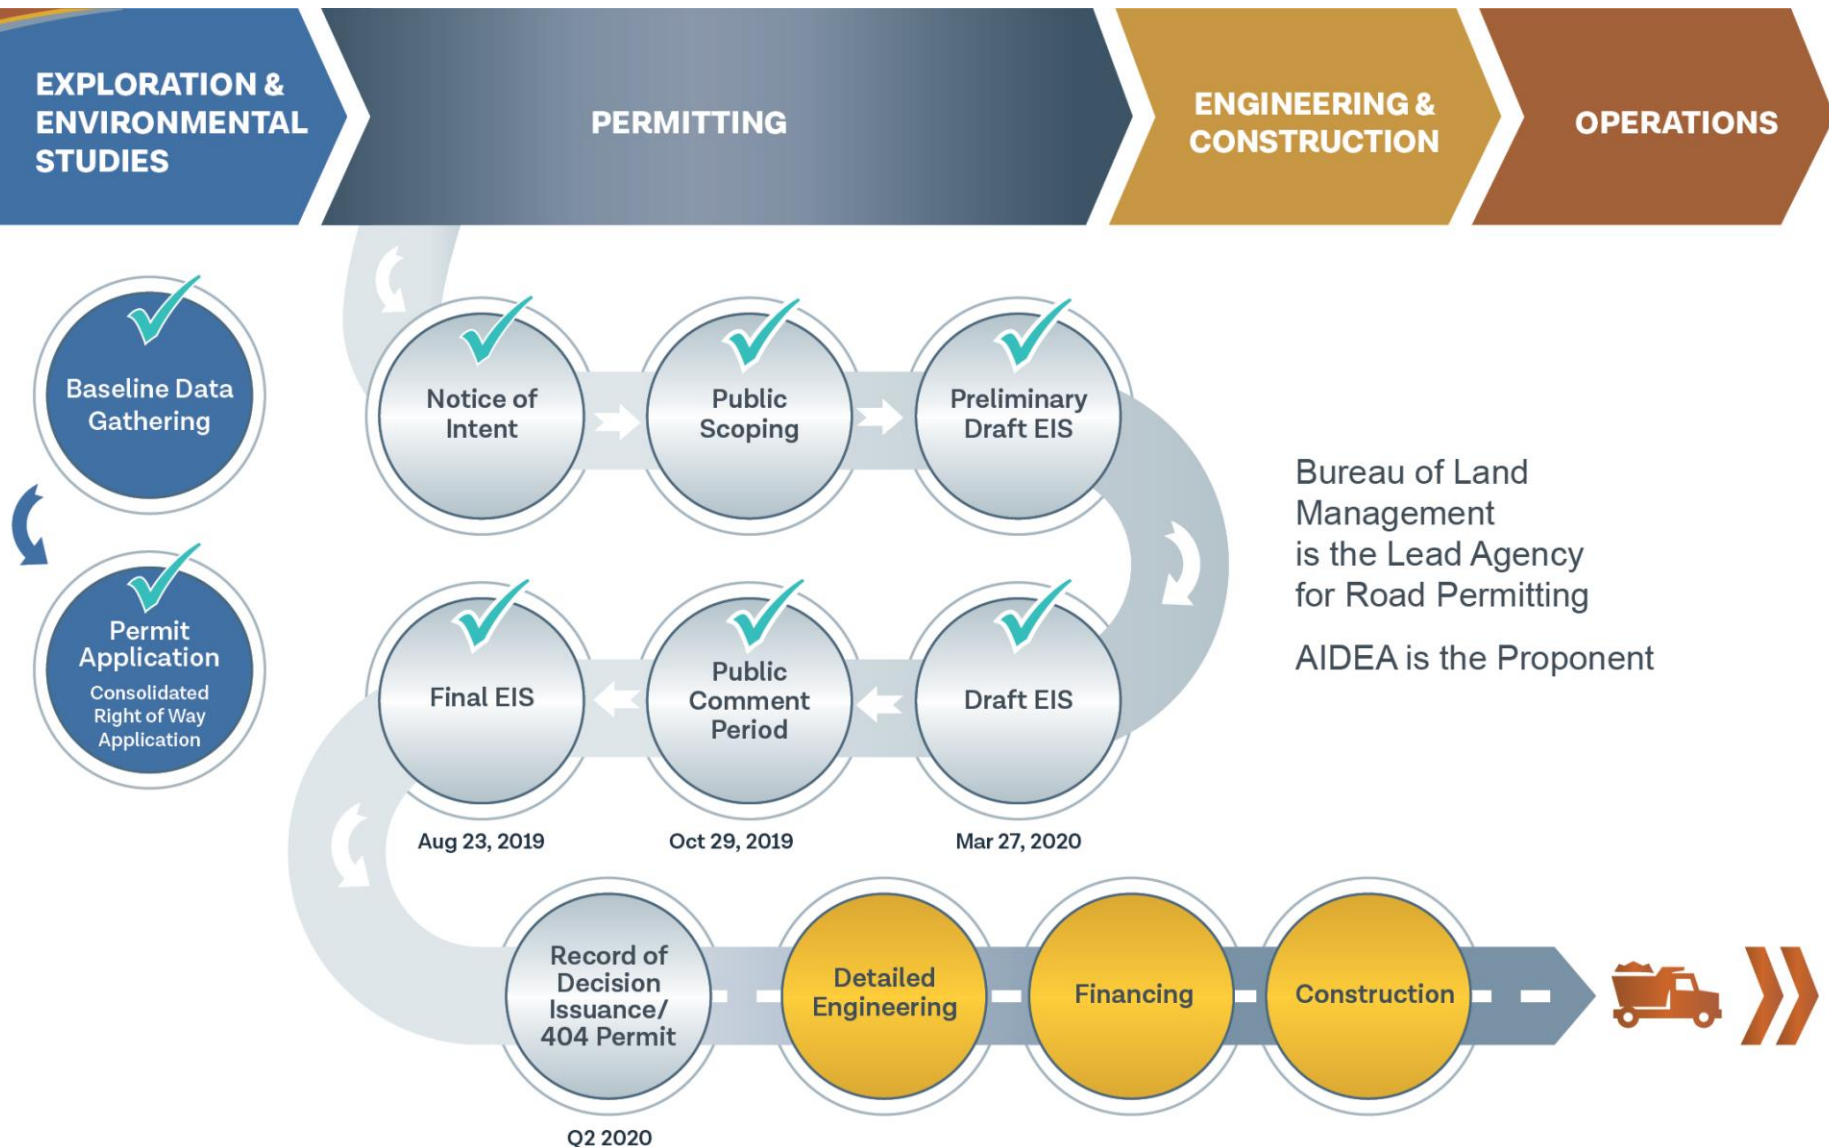 EXPLORATION &
ENVIRONMENTAL
STUDIES
PERMITTING
ENGINEERING &
CONSTRUCTION
OPERATIONS
Baseline Data
Gathering
Permit
Application
Consolidated
Right of Way
Application
Notice of
Intent
Public
Scoping
Preliminary
Draft EIS
Draft EIS
Mar 27, 2020
Public
Comment
Period
Oct 29, 2019
Final EIS
Aug 23, 2019
Bureau of Land
Management
is the Lead Agency
for Road Permitting
AIDEA is the Proponent
Record of
Decision
Issuance/
404 Permit
Q2 2020
Detailed
Engineering
Financing
Construction